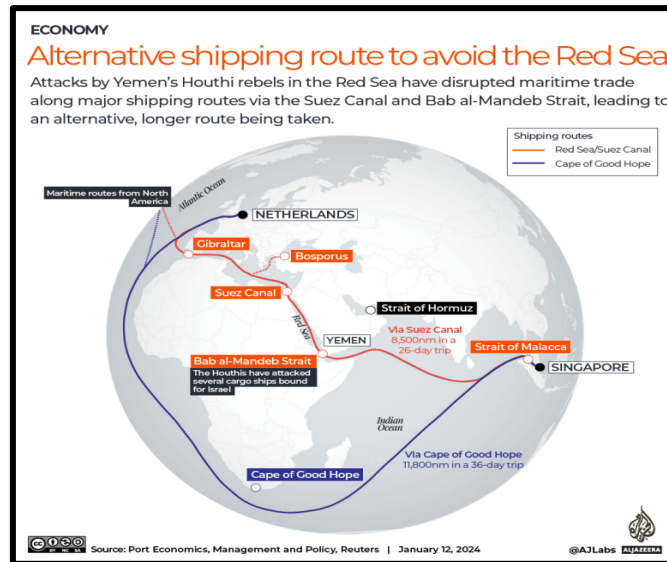 ECONOMY
Alternative shipping route to avoid the Red Sea
Attacks by Yemen's Houthi rebels in the Red Sea have disrupted maritime trade
along major shipping routes via the Suez Canal and Bab al-Mandeb Strait, leading to
an alternative, longer route being taken.
Shipping routes
Red Sea/Suez Canal
Cape of Good Hope
Maritime routes from North
America
Atlantic Ocean
NETHERLANDS
Gibraltar
Bosporus
Suez Canal
Strait of Hormuz
Red Sea
YEMEN
Via Suez Canal
8,500nm in a
26-day trip
Strait of Malacca
Bab al-Mandeb Strait
The Houthis have attacked
several cargo ships bound
for Israel
SINGAPORE
Indian
Ocean
Via Cape of Good Hope
11,800nm in a 36-day trip
Cape of Good Hope
CC BY NC SA
Source: Port Economics, Management and Policy, Reuters | January 12, 2024
@AJLabs
ALJAZEERA